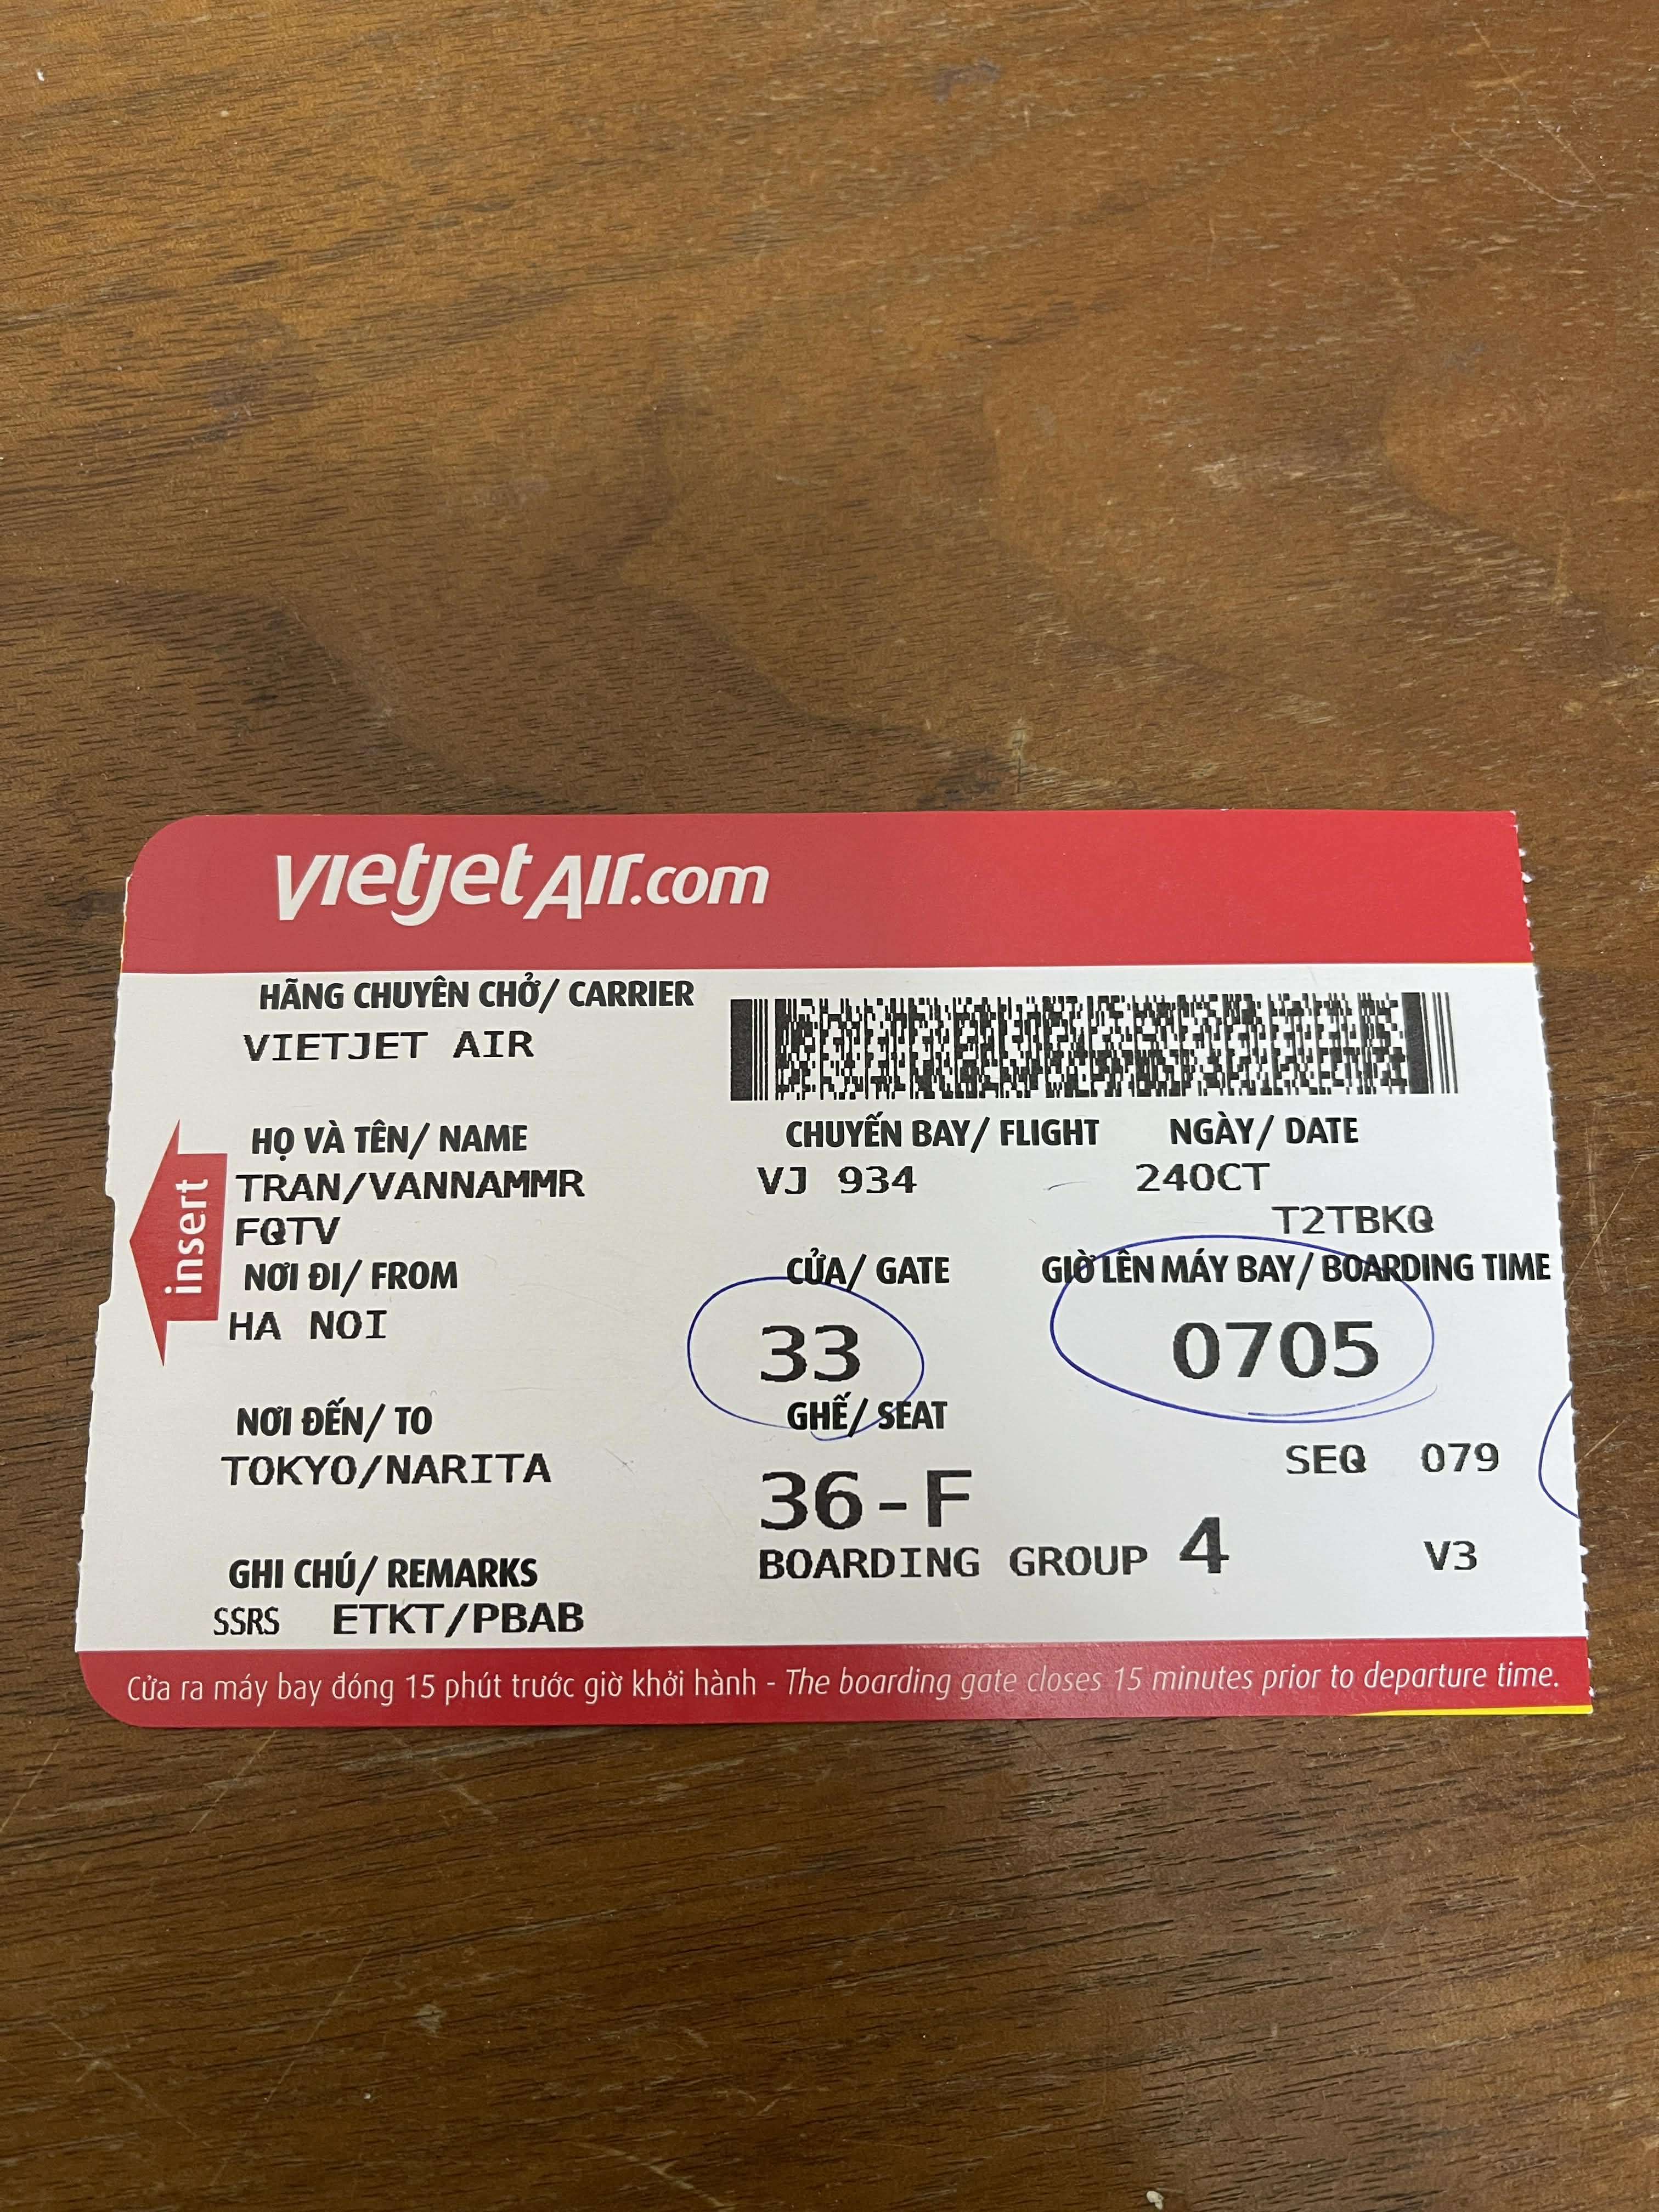 vietjetAir.com
HÃNG CHUYÊN CHỞ/ CARRIER
VIETJET AIR
HỌ VÀ TÊN/ NAME
TRAN/VANNAMMR
FQTV
CHUYẾN BAY/ FLIGHT NGÀY/ DATE
VJ 934 24OCT
T2TBKQ
insert
NƠI ĐI/ FROM
HA NOI
CỬA/ GATE GIỜ LÊN MÁY BAY/ BOARDING TIME
33 0705
NƠI ĐẾN/ TO
TOKYO/NARITA
GHẾ/ SEAT
SEQ 079
36-F
BOARDING GROUP 4 V3
GHI CHÚ/ REMARKS
SSRS ETKT/PBAB
Cửa ra máy bay đóng 15 phút trước giờ khởi hành - The boarding gate closes 15 minutes prior to departure time.